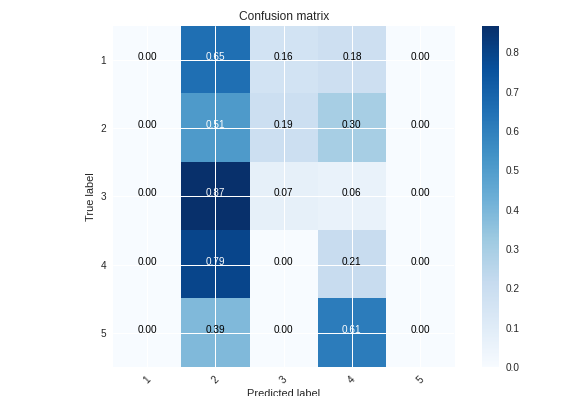 Confusion matrix
1 0.00 0.65 0.16 0.18 0.00
2 0.00 0.51 0.19 0.30 0.00
3 0.00 0.87 0.07 0.06 0.00
4 0.00 0.79 0.00 0.21 0.00
5 0.00 0.39 0.00 0.61 0.00
1 2 3 4 5
True label
Predicted label
0.8
0.7
0.6
0.5
0.4
0.3
0.2
0.1
0.0